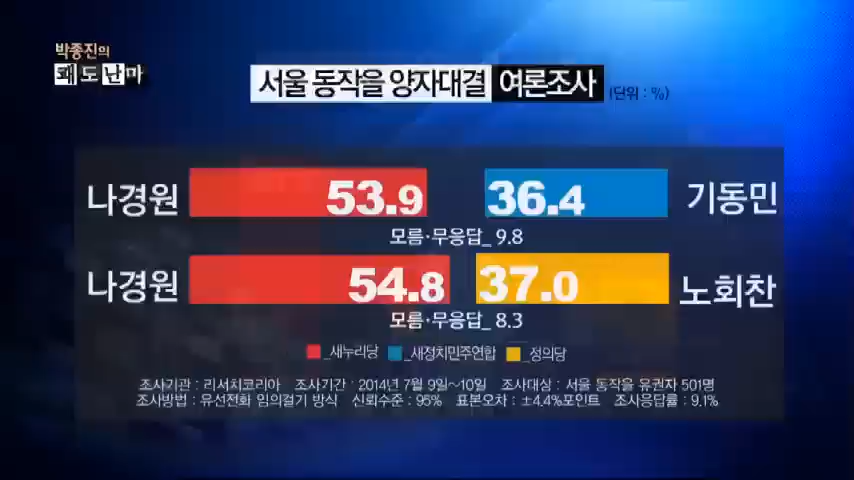 박종진의
쾌도난마
서울 동작을 양자대결 여론조사 (단위 : %)
나경원 53.9 36.4 기동민
모름·무응답_ 9.8
나경원 54.8 37.0 노회찬
모름·무응답_ 8.3
_새누리당 _새정치민주연합 _정의당
조사기관 : 리서치코리아 조사기간 : 2014년 7월 9일~10일 조사대상 : 서울 동작을 유권자 501명
조사방법 : 유선전화 임의걸기 방식 신뢰수준 : 95% 표본오차 : ±4.4%포인트 조사응답률 : 9.1%